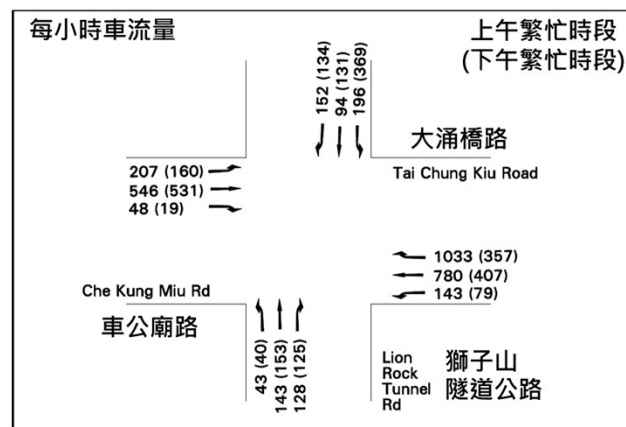 每小時車流量
上午繁忙時段
(下午繁忙時段)
152 (134)
94 (131)
196 (369)
大涌橋路
Tai Chung Kiu Road
207 (160)
546 (531)
48 (19)
1033 (357)
780 (407)
143 (79)
Che Kung Miu Rd
車公廟路
43 (40)
143 (153)
128 (125)
Lion
Rock
Tunnel
Rd
獅子山
隧道公路